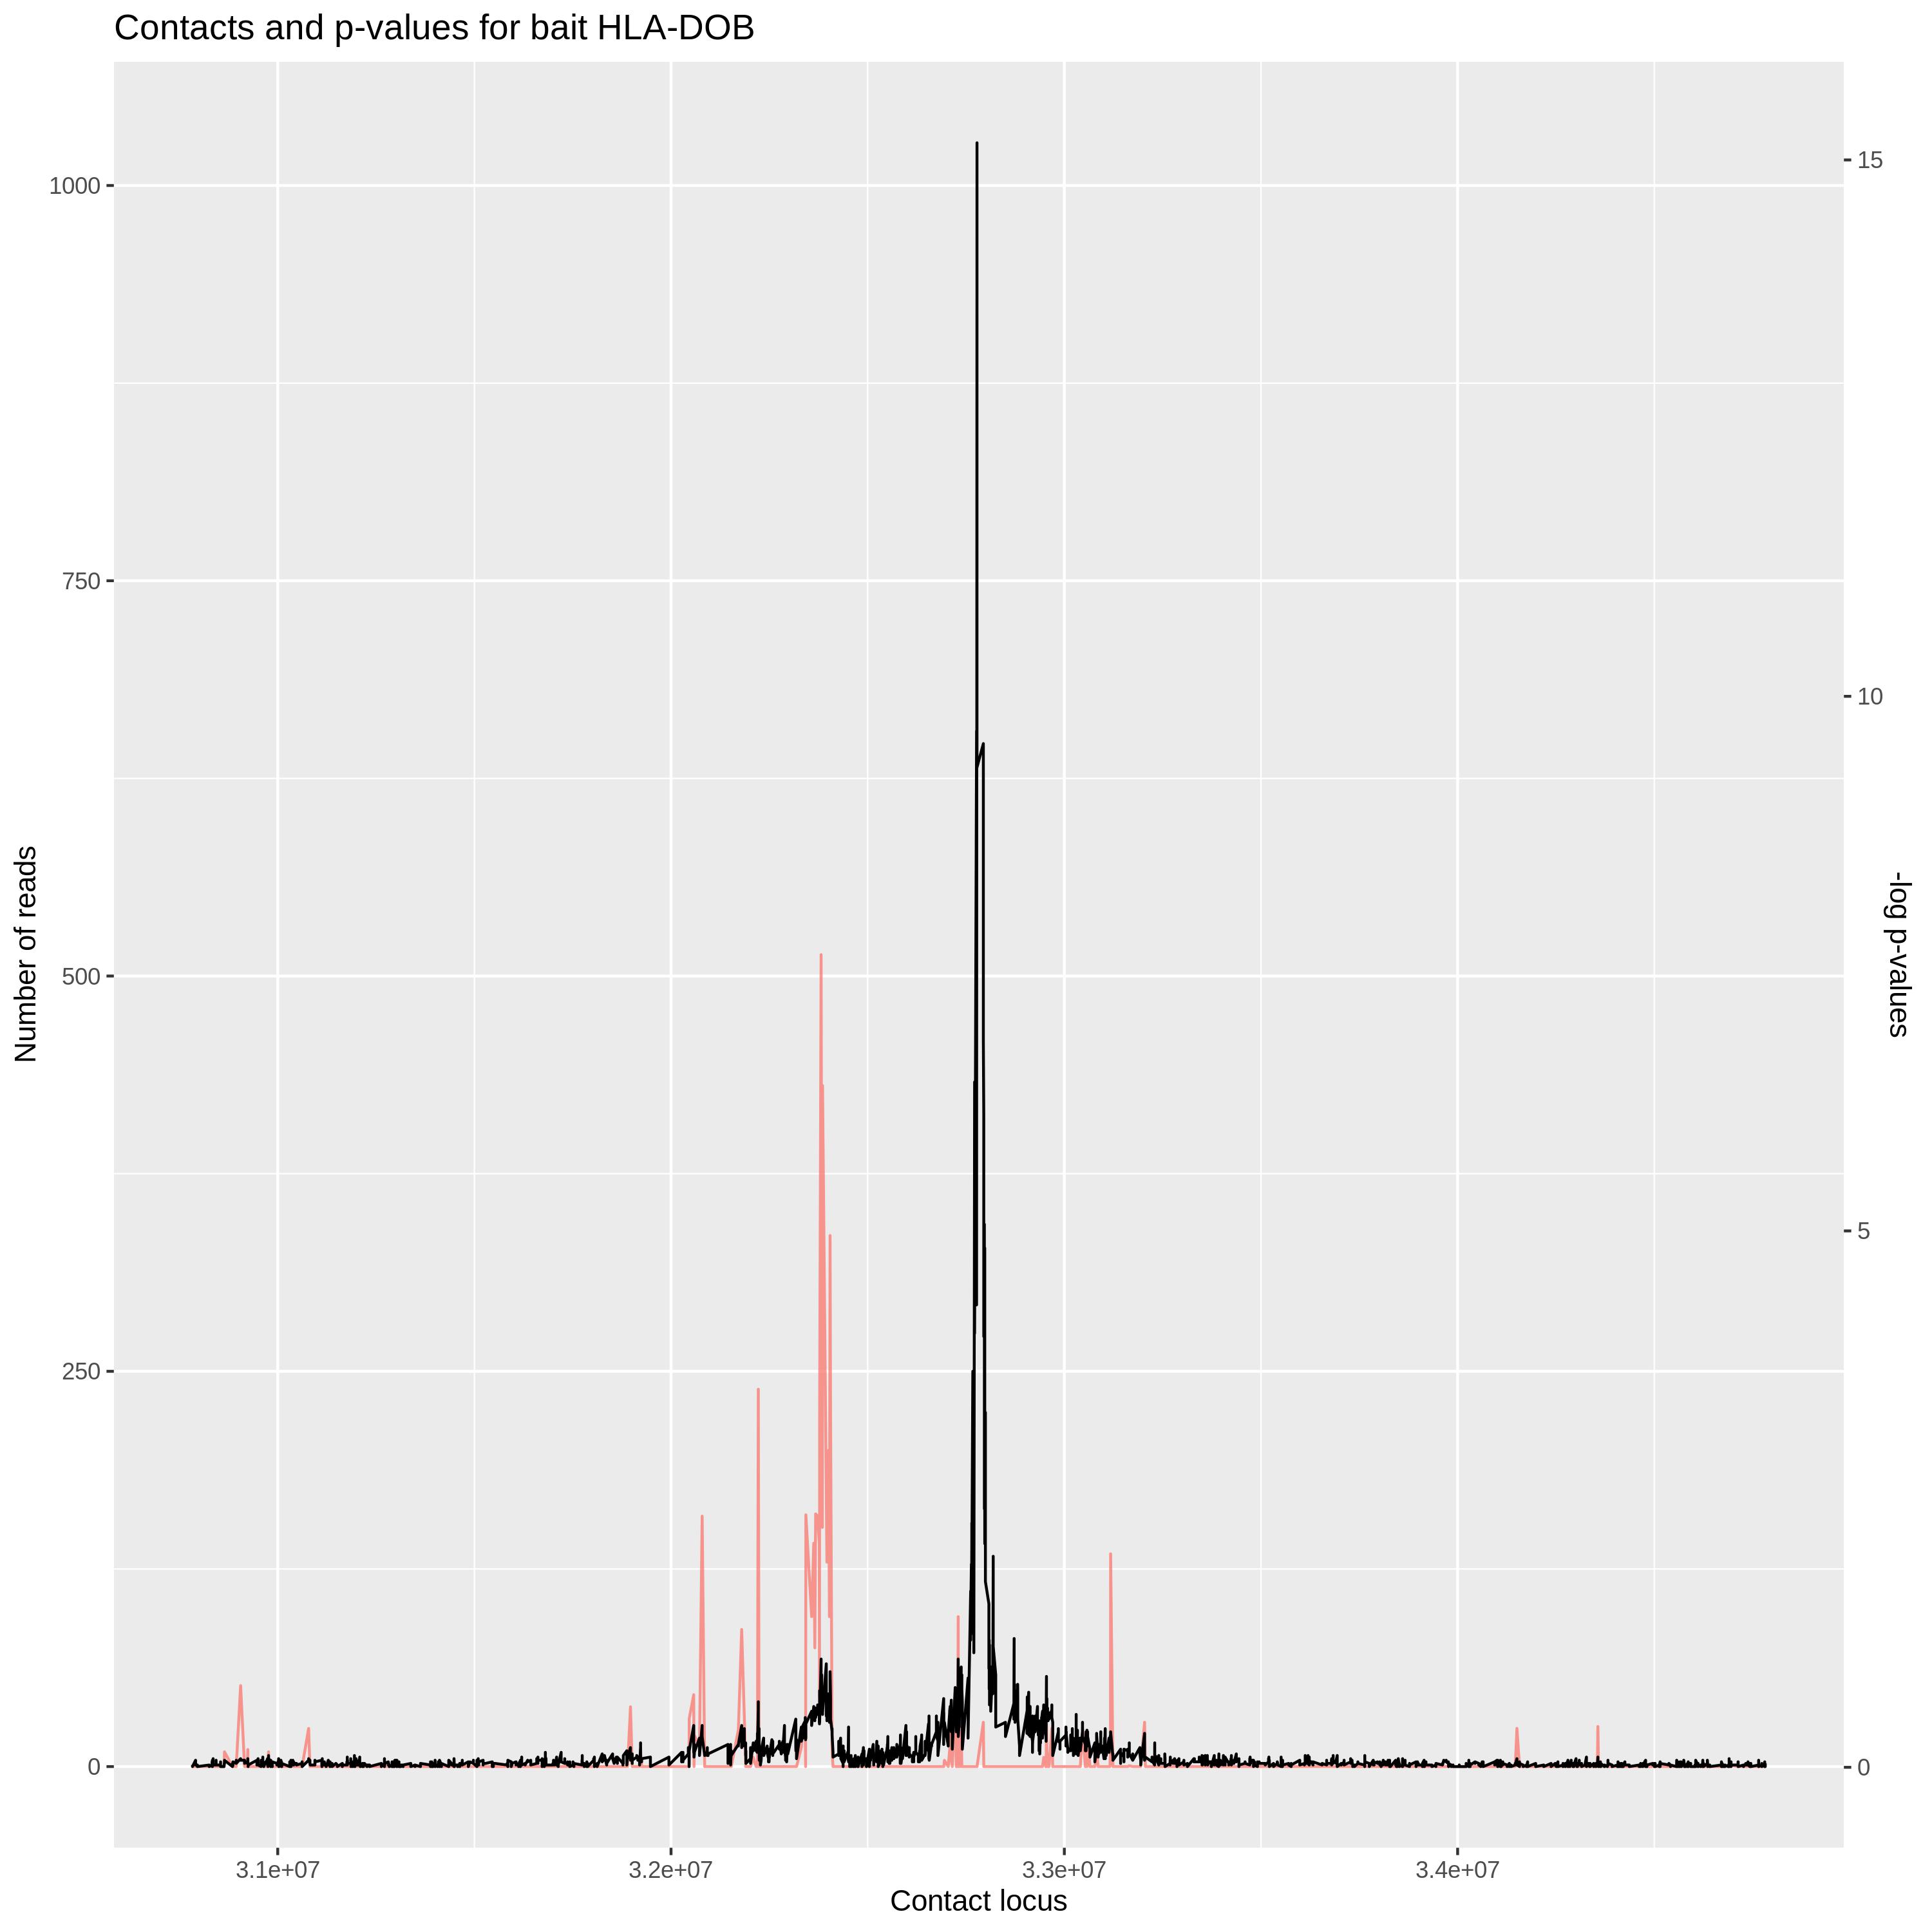 Contacts and p-values for bait HLA-DOB
1000
750
500
250
0
15
10
5
0
Number of reads
-log p-values
3.1e+07
3.2e+07
3.3e+07
3.4e+07
Contact locus